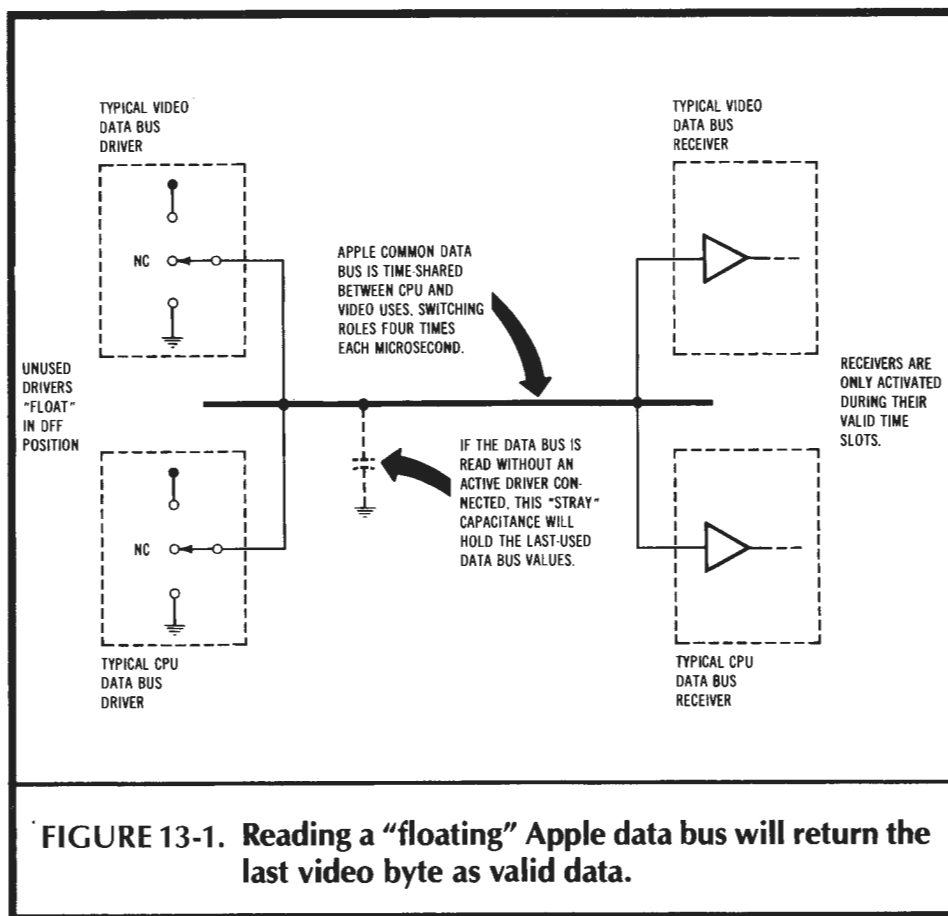 TYPICAL VIDEO
DATA BUS
DRIVER
TYPICAL VIDEO
DATA BUS
RECEIVER
NC
APPLE COMMON DATA
BUS IS TIME-SHARED
BETWEEN CPU AND
VIDEO USES, SWITCHING
ROLES FOUR TIMES
EACH MICROSECOND.
UNUSED
DRIVERS
"FLOAT"
IN OFF
POSITION
RECEIVERS ARE
ONLY ACTIVATED
DURING THEIR
VALID TIME
SLOTS.
IF THE DATA BUS IS
READ WITHOUT AN
ACTIVE DRIVER CON-
NECTED, THIS "STRAY"
CAPACITANCE WILL
HOLD THE LAST-USED
DATA BUS VALUES.
NC
TYPICAL CPU
DATA BUS
DRIVER
TYPICAL CPU
DATA BUS
RECEIVER
FIGURE 13-1. Reading a "floating" Apple data bus will return the
last video byte as valid data.